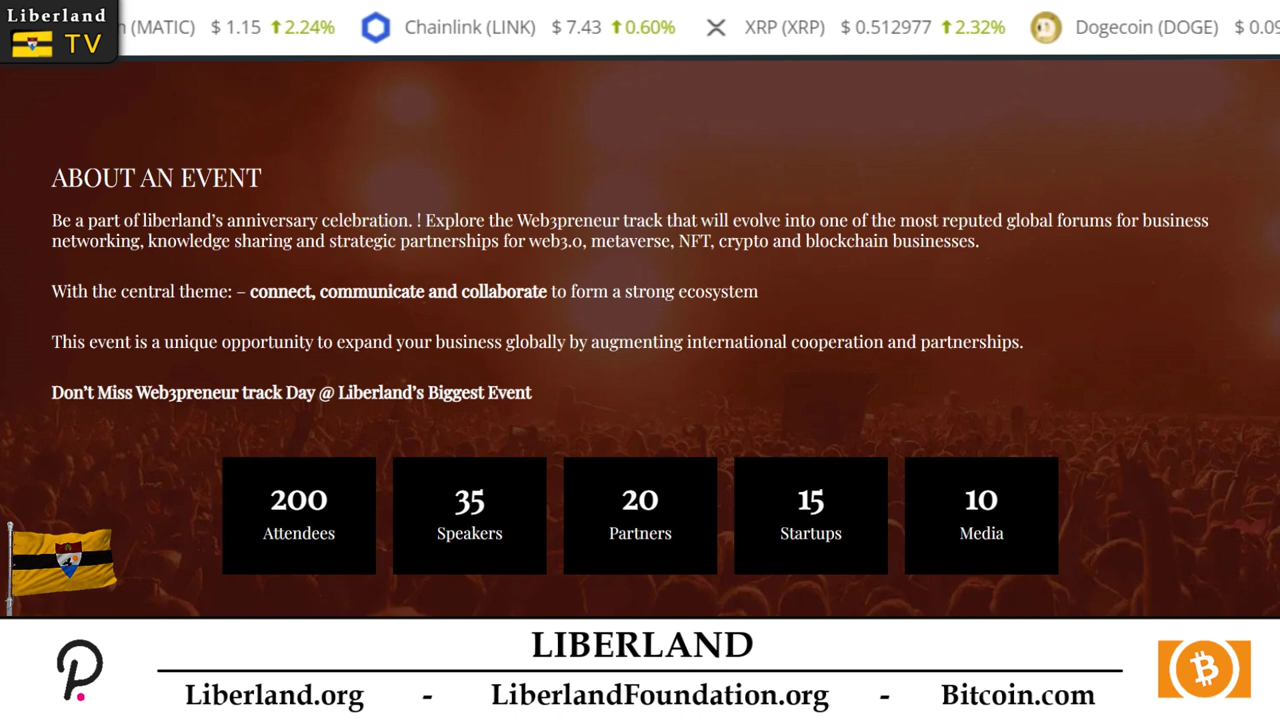 Liberland
TV
(MATIC) $ 1.15 2.24% Chainlink (LINK) $ 7.43 0.60% XRP (XRP) $ 0.512977 2.32% Dogecoin (DOGE) $ 0.09
ABOUT AN EVENT
Be a part of liberland’s anniversary celebration. ! Explore the Web3preneur track that will evolve into one of the most reputed global forums for business
networking, knowledge sharing and strategic partnerships for web3.0, metaverse, NFT, crypto and blockchain businesses.
With the central theme: – connect, communicate and collaborate to form a strong ecosystem
This event is a unique opportunity to expand your business globally by augmenting international cooperation and partnerships.
Don’t Miss Web3preneur track Day @ Liberland’s Biggest Event
200 35 20 15 10
Attendees Speakers Partners Startups Media
LIBERLAND
Liberland.org - LiberlandFoundation.org - Bitcoin.com